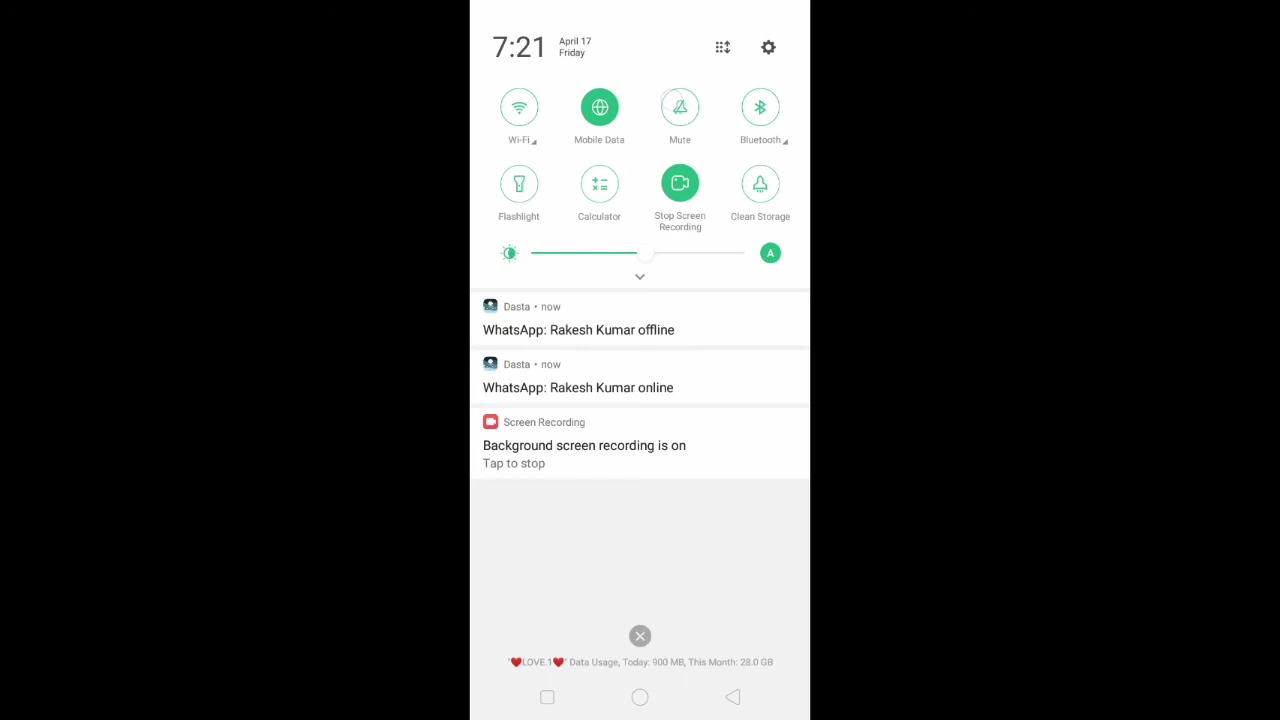 7:21
April 17
Friday
Wi-Fi
Mobile Data
Mute
Bluetooth
Flashlight
Calculator
Stop Screen
Recording
Clean Storage
A
Dasta • now
WhatsApp: Rakesh Kumar offline
Dasta • now
WhatsApp: Rakesh Kumar online
Screen Recording
Background screen recording is on
Tap to stop
"❤️LOVE.1❤️" Data Usage, Today: 900 MB, This Month: 28.0 GB